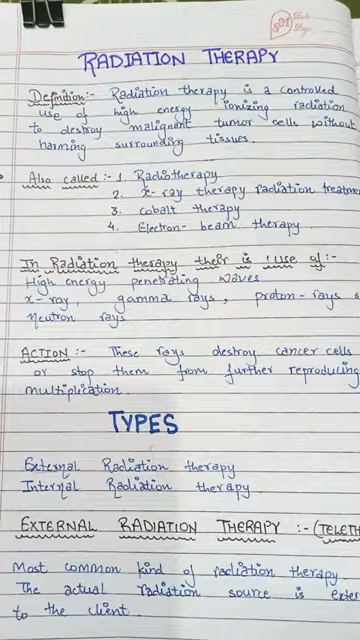 Date
Page
RADIATION THERAPY
Definition:- Radiation therapy is a controlled
use of high energy ionizing radiation
to destroy malignant tumor cells without
harming surrounding tissues.
Also called:- 1. Radiotherapy
2. x-ray therapy radiation treatmen
3. cobalt therapy
4. Electron-beam therapy
In Radiation therapy their is use of:-
High energy penetrating waves
x-ray, gamma rays, proton-rays
neutron rays
ACTION:- These rays destroy cancer cells
or stop them from further reproducing
multiplication.
TYPES
External Radiation therapy
Internal Radiation therapy.
EXTERNAL RADIATION THERAPY:- (TELETH
Most common kind of radiation therapy.
The actual radiation source is exter
to the client.